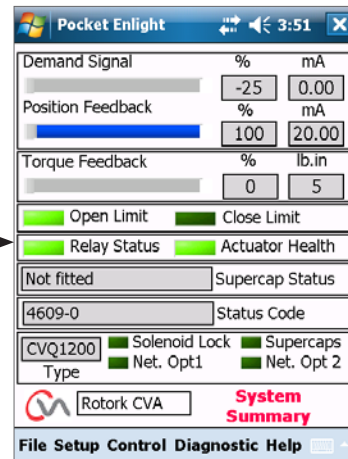 Pocket Enlight 3:51
Demand Signal % mA
-25 0.00
Position Feedback % mA
100 20.00
Torque Feedback % lb.in
0 5
Open Limit Close Limit
Relay Status Actuator Health
Not fitted Supercap Status
4609-0 Status Code
CVQ1200 Solenoid Lock Supercaps
Type Net. Opt1 Net. Opt 2
Rotork CVA System
Summary
File Setup Control Diagnostic Help